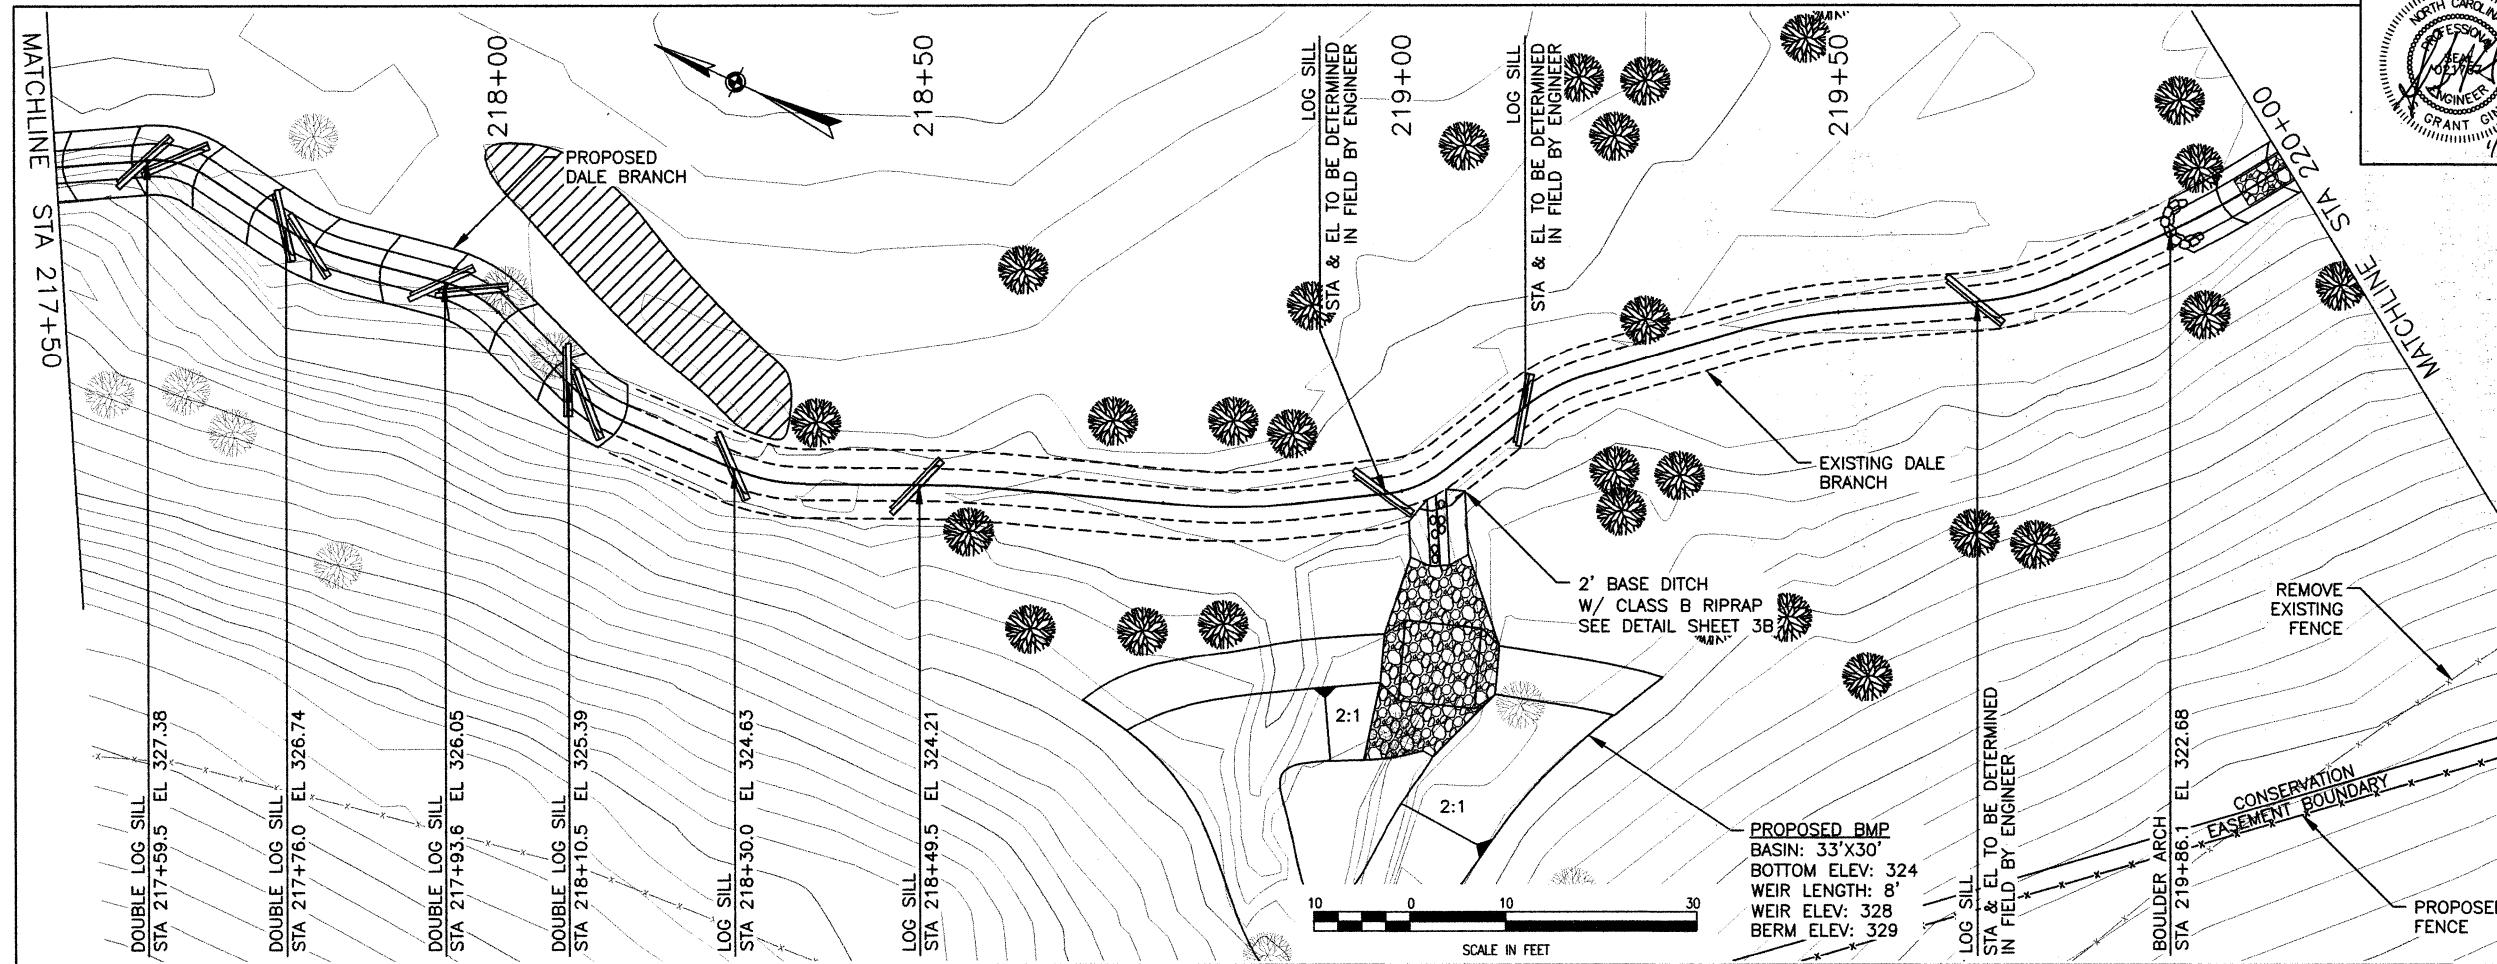 MATCHLINE STA 217+50
218+00
218+50
219+00
219+50
220+00
LOG SILL
STA & EL TO BE DETERMINED
IN FIELD BY ENGINEER
LOG SILL
STA & EL TO BE DETERMINED
IN FIELD BY ENGINEER
PROPOSED
DALE BRANCH
NORTH CAROLIN
PROFESSIONA
SEAL
ENGINEER
GRANT GIN
MATCHLINE STA
EXISTING DALE
BRANCH
2' BASE DITCH
W/ CLASS B RIPRAP
SEE DETAIL SHEET 3B
REMOVE
EXISTING
FENCE
2:1
2:1
DOUBLE LOG SILL
STA 217+59.5 EL 327.38
DOUBLE LOG SILL
STA 217+76.0 EL 326.74
DOUBLE LOG SILL
STA 217+93.6 EL 326.05
DOUBLE LOG SILL
STA 218+10.5 EL 325.39
LOG SILL
STA 218+30.0 EL 324.63
LOG SILL
STA 218+49.5 EL 324.21
PROPOSED BMP
BASIN: 33'X30'
BOTTOM ELEV: 324
WEIR LENGTH: 8'
WEIR ELEV: 328
BERM ELEV: 329
LOG SILL
STA & EL TO BE DETERMINED
IN FIELD BY ENGINEER
BOULDER ARCH
STA 219+86.1 EL 322.68
CONSERVATION
EASEMENT BOUNDARY
PROPOSED
FENCE
10 0 10 30
SCALE IN FEET